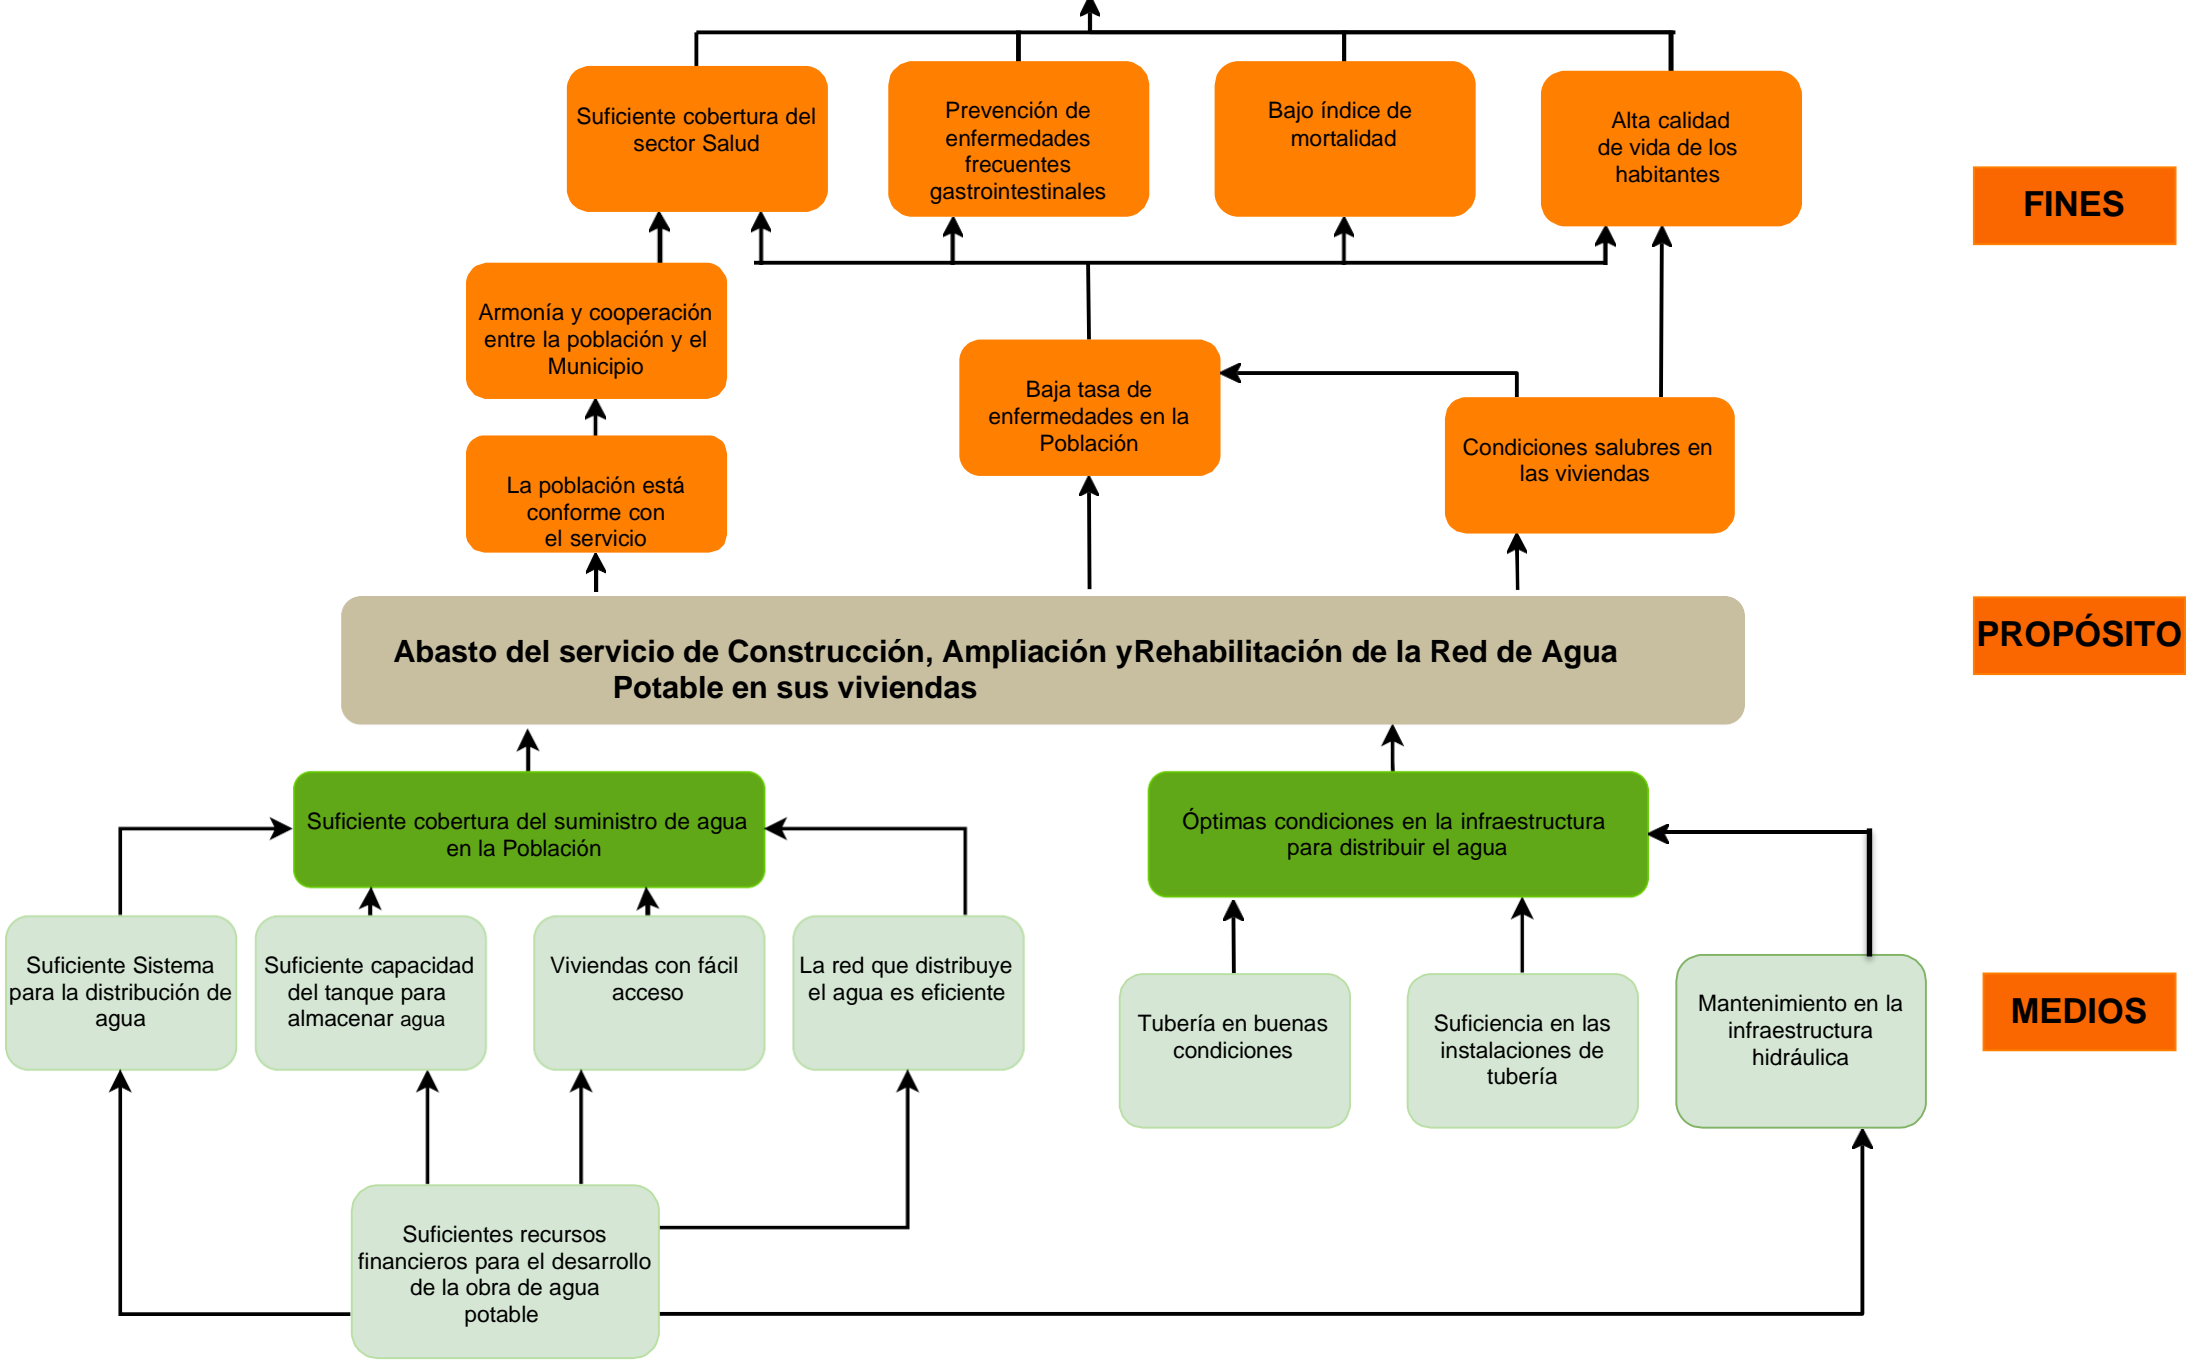 Suficiente cobertura del
sector Salud
Prevención de
enfermedades
frecuentes
gastrointestinales
Bajo índice de
mortalidad
Alta calidad
de vida de los
habitantes
FINES
Armonía y cooperación
entre la población y el
Municipio
Baja tasa de
enfermedades en la
Población
Condiciones salubres en
las viviendas
La población está
conforme con
el servicio
Abasto del servicio de Construcción, Ampliación yRehabilitación de la Red de Agua
Potable en sus viviendas
PROPÓSITO
Suficiente cobertura del suministro de agua
en la Población
Óptimas condiciones en la infraestructura
para distribuir el agua
Suficiente Sistema
para la distribución de
agua
Suficiente capacidad
del tanque para
almacenar agua
Viviendas con fácil
acceso
La red que distribuye
el agua es eficiente
Tubería en buenas
condiciones
Suficiencia en las
instalaciones de
tubería
Mantenimiento en la
infraestructura
hidráulica
MEDIOS
Suficientes recursos
financieros para el desarrollo
de la obra de agua
potable